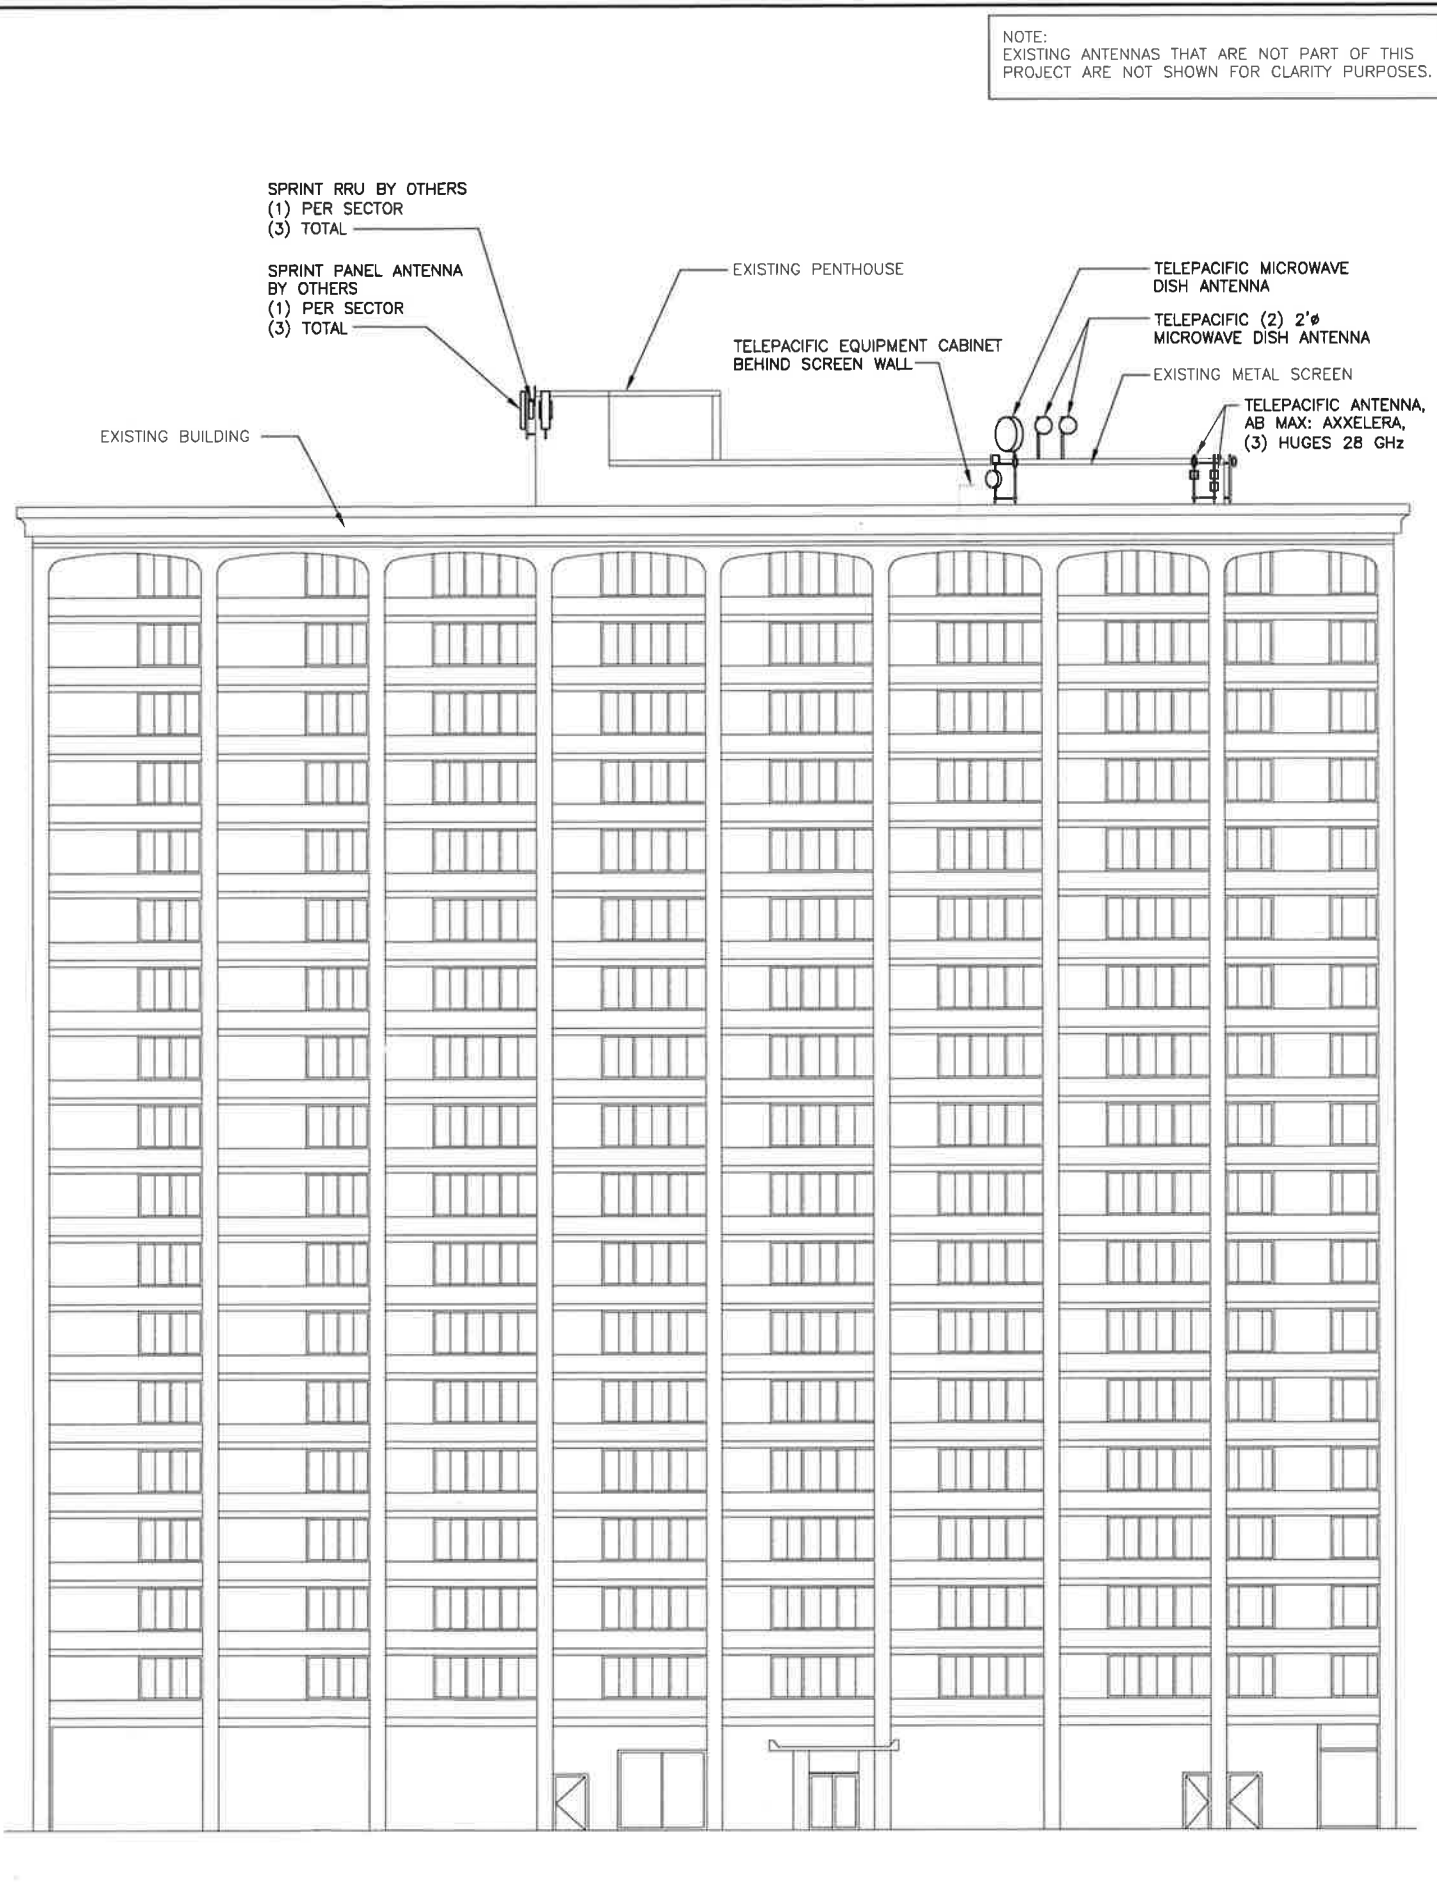 NOTE:
EXISTING ANTENNAS THAT ARE NOT PART OF THIS
PROJECT ARE NOT SHOWN FOR CLARITY PURPOSES.
SPRINT RRU BY OTHERS
(1) PER SECTOR
(3) TOTAL
SPRINT PANEL ANTENNA
BY OTHERS
(1) PER SECTOR
(3) TOTAL
EXISTING PENTHOUSE
TELEPACIFIC MICROWAVE
DISH ANTENNA
TELEPACIFIC (2) 2'ø
MICROWAVE DISH ANTENNA
TELEPACIFIC EQUIPMENT CABINET
BEHIND SCREEN WALL
EXISTING METAL SCREEN
TELEPACIFIC ANTENNA,
AB MAX: AXXELERA,
(3) HUGES 28 GHz
EXISTING BUILDING